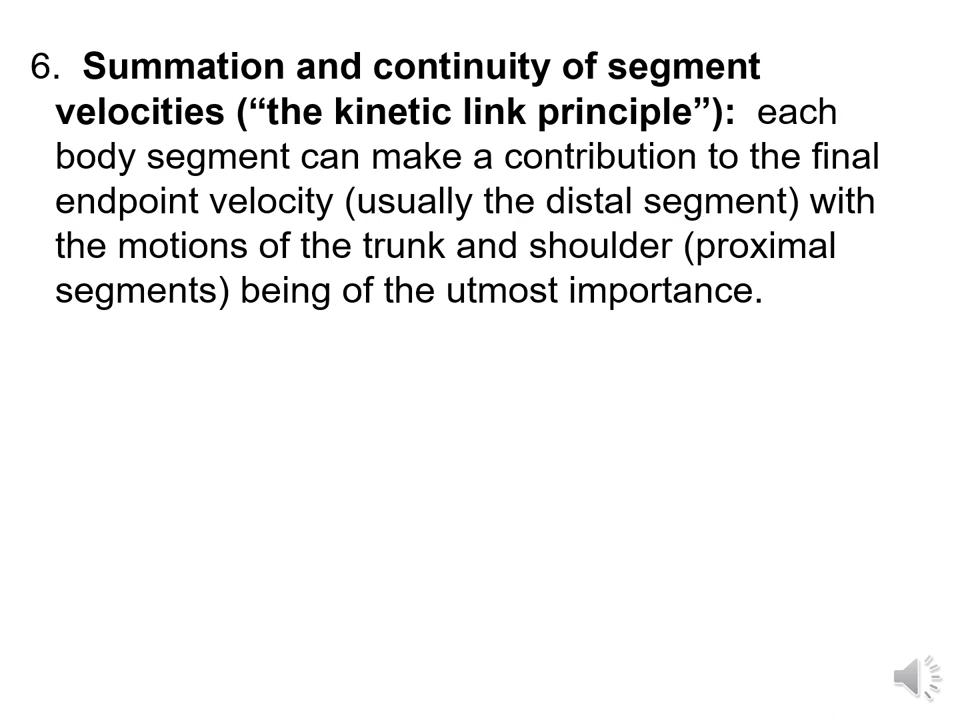 6.  Summation and continuity of segment
velocities (“the kinetic link principle”):  each
body segment can make a contribution to the final
endpoint velocity (usually the distal segment) with
the motions of the trunk and shoulder (proximal
segments) being of the utmost importance.